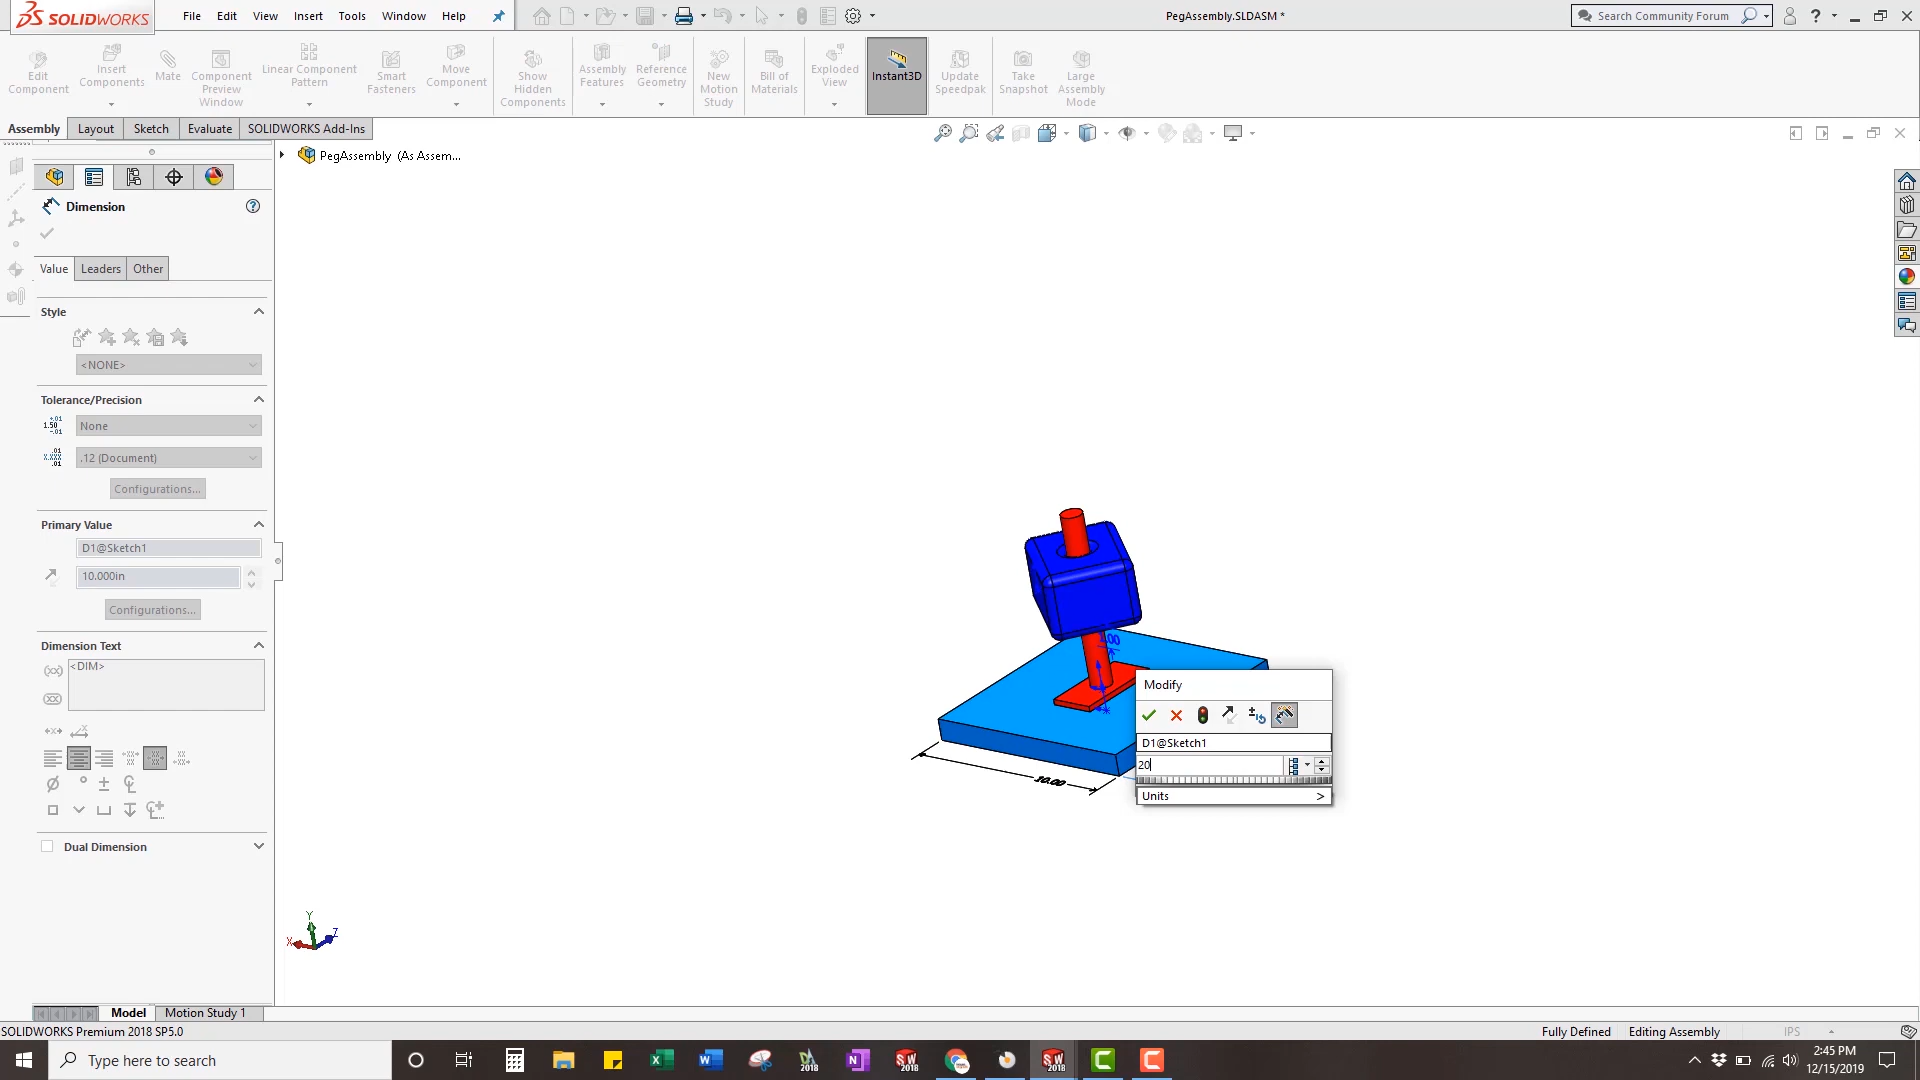 SOLIDWORKS
File Edit View Insert Tools Window Help
PegAssembly.SLDASM *
Search Community Forum
Edit Component
Insert Components
Mate
Component Preview Window
Linear Component Pattern
Smart Fasteners
Move Component
Show Hidden Components
Assembly Features
Reference Geometry
New Motion Study
Bill of Materials
Exploded View
Instant3D
Update Speedpak
Take Snapshot
Large Assembly Mode
Assembly Layout Sketch Evaluate SOLIDWORKS Add-Ins
PegAssembly (As Assem...
Dimension
Value Leaders Other
Style
<NONE>
Tolerance/Precision
None
.12 (Document)
Configurations...
Primary Value
D1@Sketch1
10.000in
Configurations...
Dimension Text
<DIM>
Dual Dimension
10.00
Modify
D1@Sketch1
20
Units >
Y
X
Z
Model Motion Study 1
SOLIDWORKS Premium 2018 SP5.0
Fully Defined Editing Assembly IPS
Type here to search
2:45 PM
12/15/2019